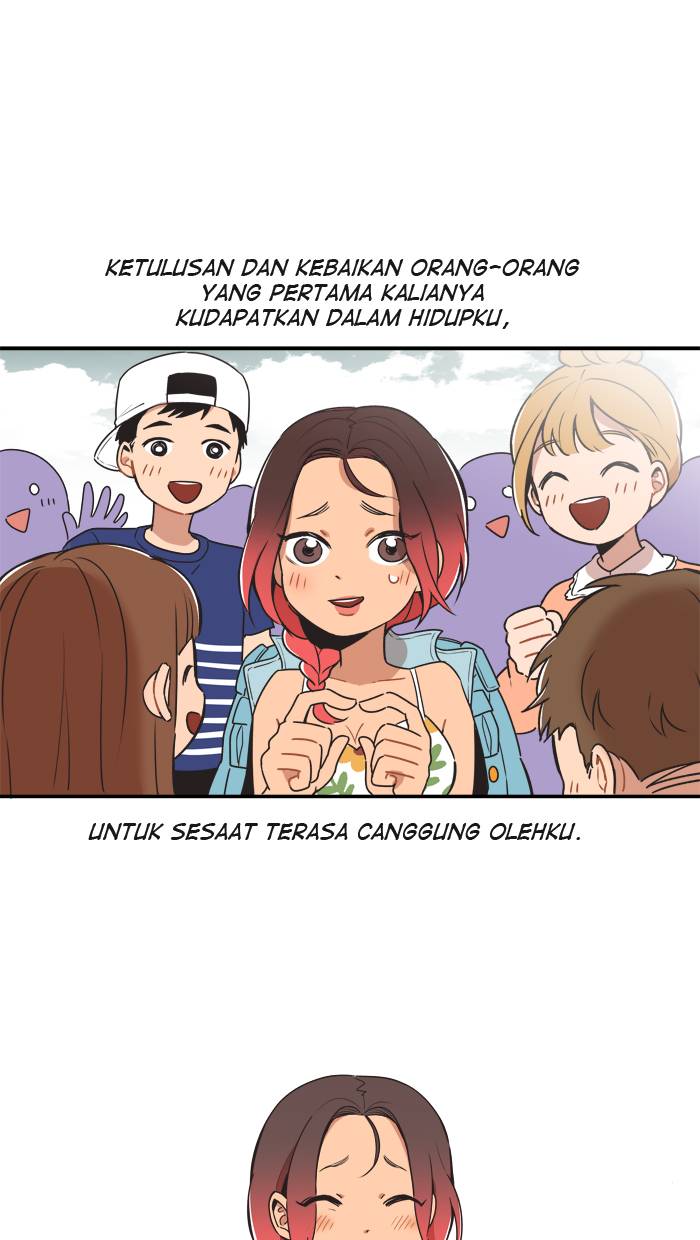 KETULUSAN DAN KEBAIKAN ORANG-ORANG
YANG PERTAMA KALIANYA
KUDAPATKAN DALAM HIDUPKU,
UNTUK SESAAT TERASA CANGGUNG OLEHKU.